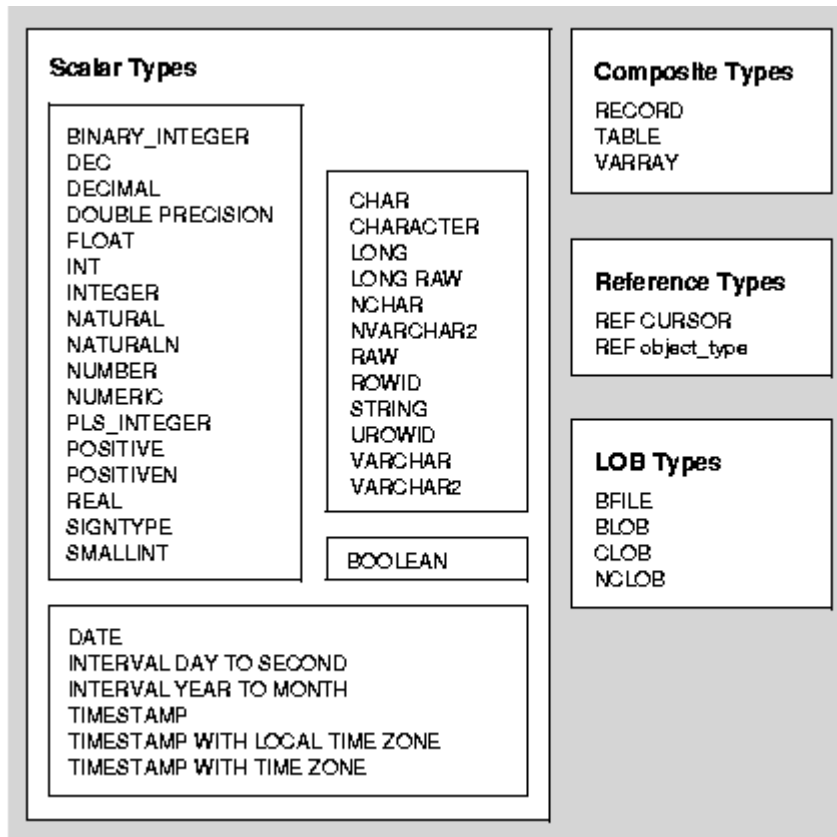 Scalar Types
BINARY_INTEGER
DEC
DECIMAL
DOUBLE PRECISION
FLOAT
INT
INTEGER
NATURAL
NATURALN
NUMBER
NUMERIC
PLS_INTEGER
POSITIVE
POSITIVEN
REAL
SIGNTYPE
SMALLINT
CHAR
CHARACTER
LONG
LONG RAW
NCHAR
NVARCHAR2
RAW
ROWID
STRING
UROWID
VARCHAR
VARCHAR2
BOOLEAN
DATE
INTERVAL DAY TO SECOND
INTERVAL YEAR TO MONTH
TIMESTAMP
TIMESTAMP WITH LOCAL TIME ZONE
TIMESTAMP WITH TIME ZONE
Composite Types
RECORD
TABLE
VARRAY
Reference Types
REF CURSOR
REF object_type
LOB Types
BFILE
BLOB
CLOB
NCLOB